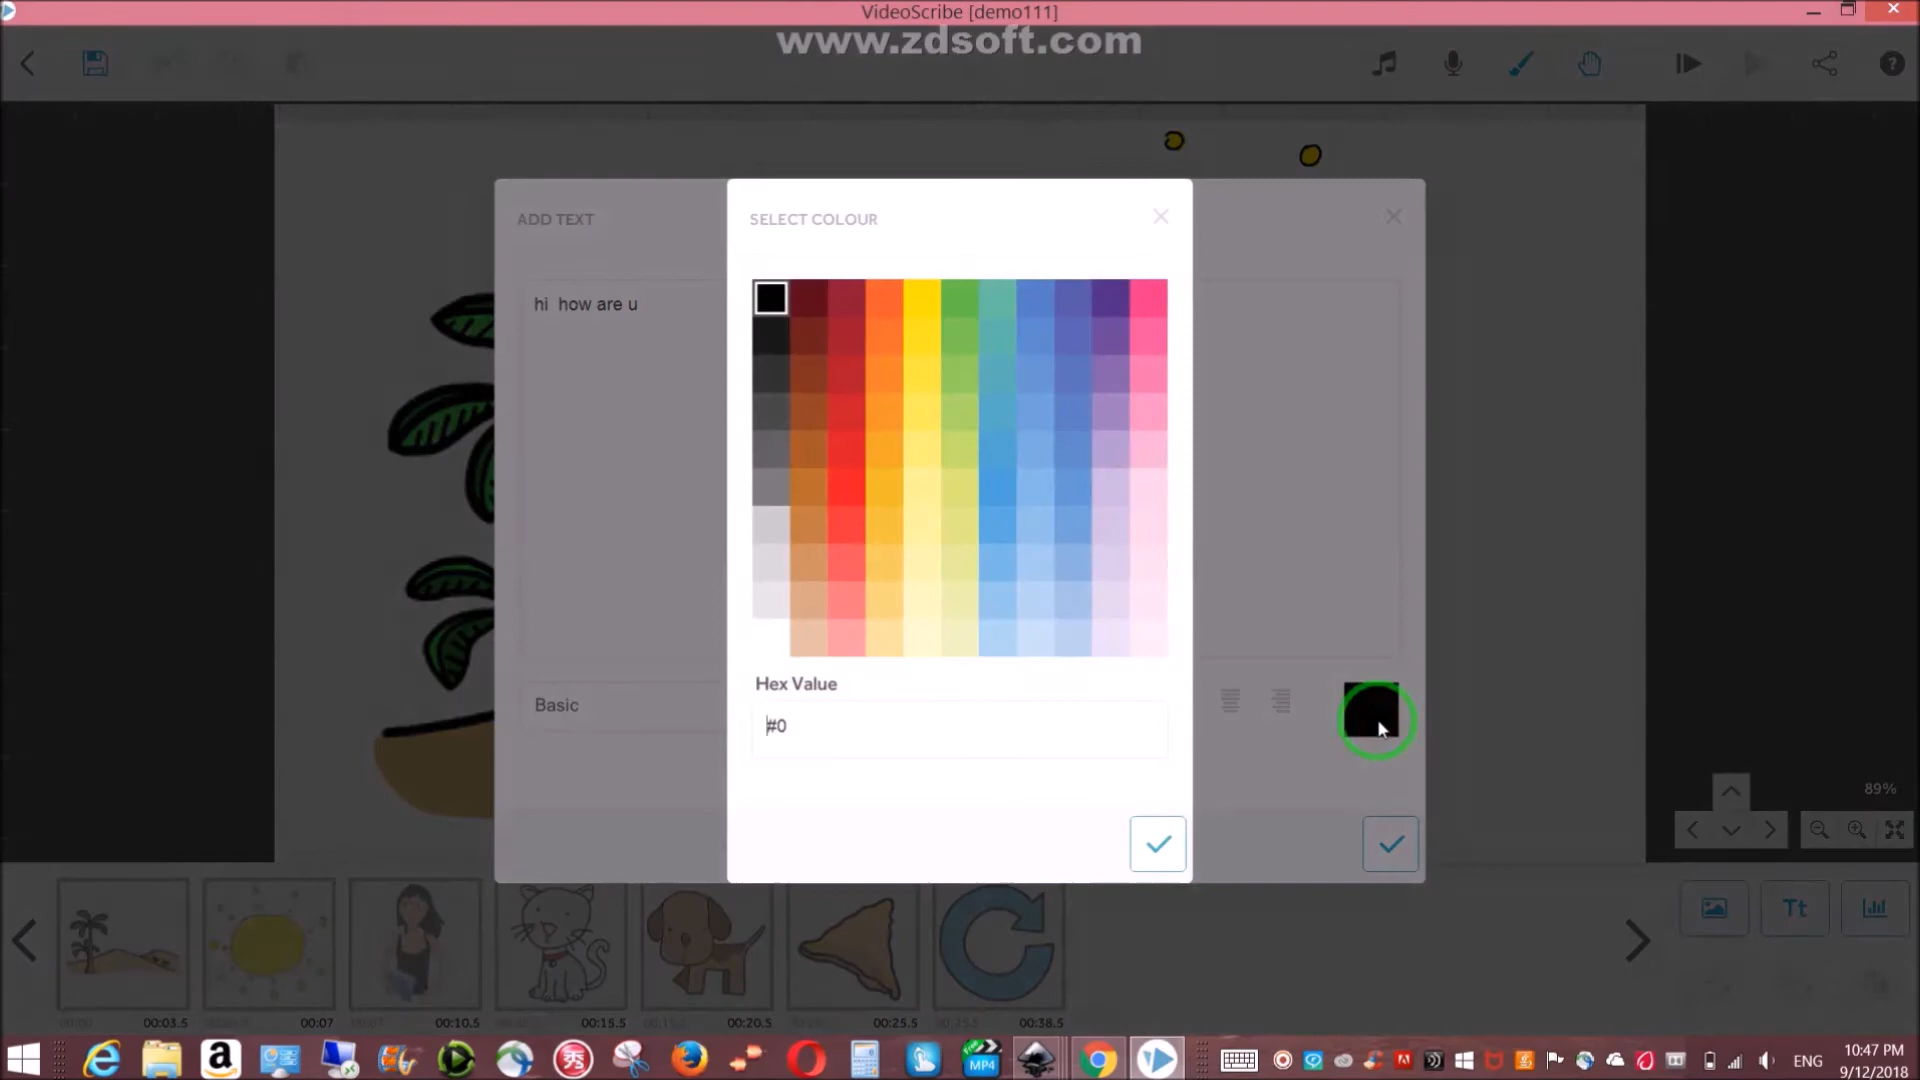 VideoScribe [demo111]
www.zdsoft.com
ADD TEXT
SELECT COLOUR
hi  how are u
Hex Value
Basic
#0
89%
Tt
00:03.5
00:07
00:10.5
00:15.5
00:20.5
00:25.5
00:38.5
MP4
ENG
10:47 PM
9/12/2018